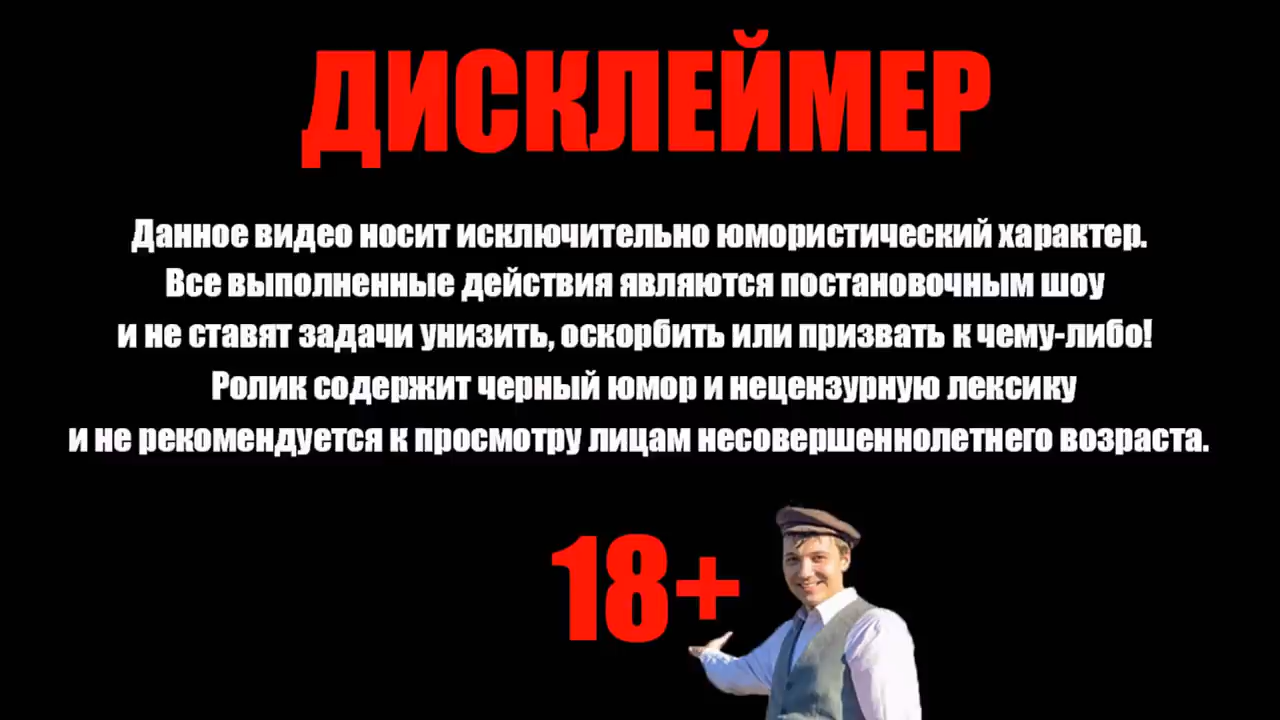 ДИСКЛЕЙМЕР
Данное видео носит исключительно юмористический характер.
Все выполненные действия являются постановочным шоу
и не ставят задачи унизить, оскорбить или призвать к чему-либо!
Ролик содержит черный юмор и нецензурную лексику
и не рекомендуется к просмотру лицам несовершеннолетнего возраста.
18+